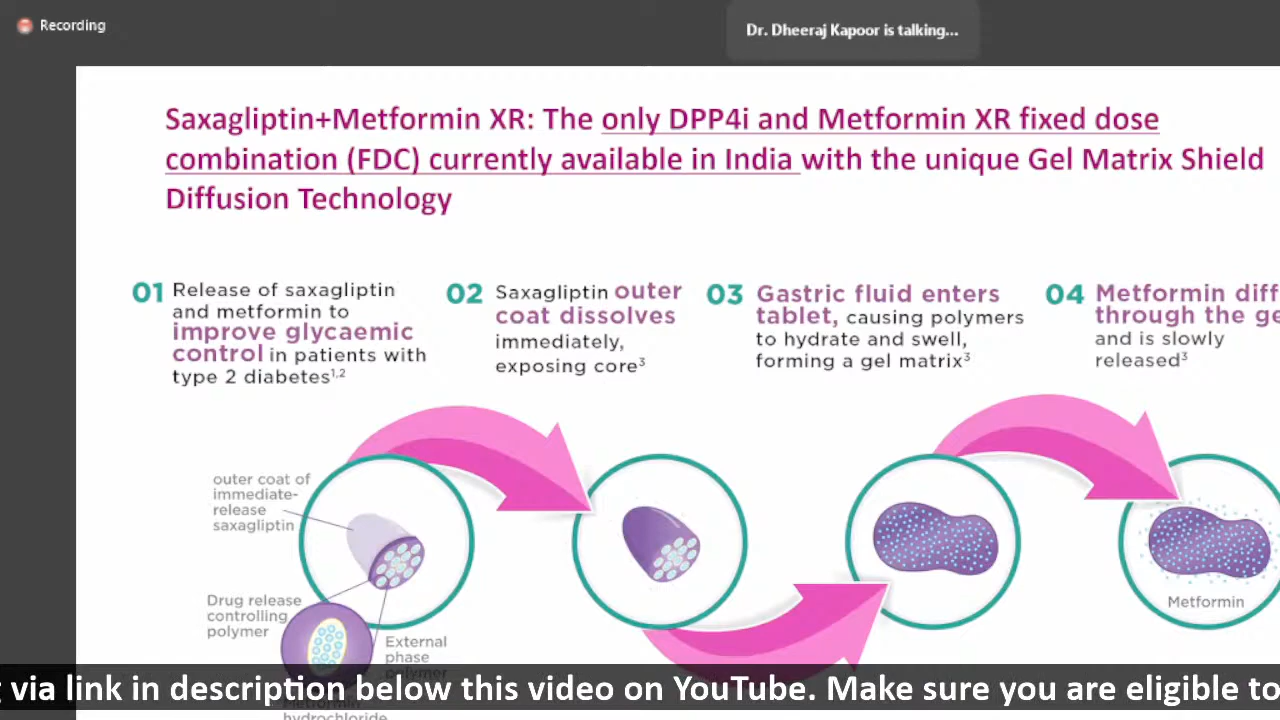 Recording
Dr. Dheeraj Kapoor is talking...
Saxagliptin+Metformin XR: The only DPP4i and Metformin XR fixed dose
combination (FDC) currently available in India with the unique Gel Matrix Shield
Diffusion Technology
01 Release of saxagliptin
and metformin to
improve glycaemic
control in patients with
type 2 diabetes1,2
02 Saxagliptin outer
coat dissolves
immediately,
exposing core3
03 Gastric fluid enters
tablet, causing polymers
to hydrate and swell,
forming a gel matrix3
04 Metformin diff
through the ge
and is slowly
released3
outer coat of
immediate-
release
saxagliptin
Drug release
controlling
polymer
External
phase
polymer
Metformin
hydrochloride
Metformin
via link in description below this video on YouTube. Make sure you are eligible to